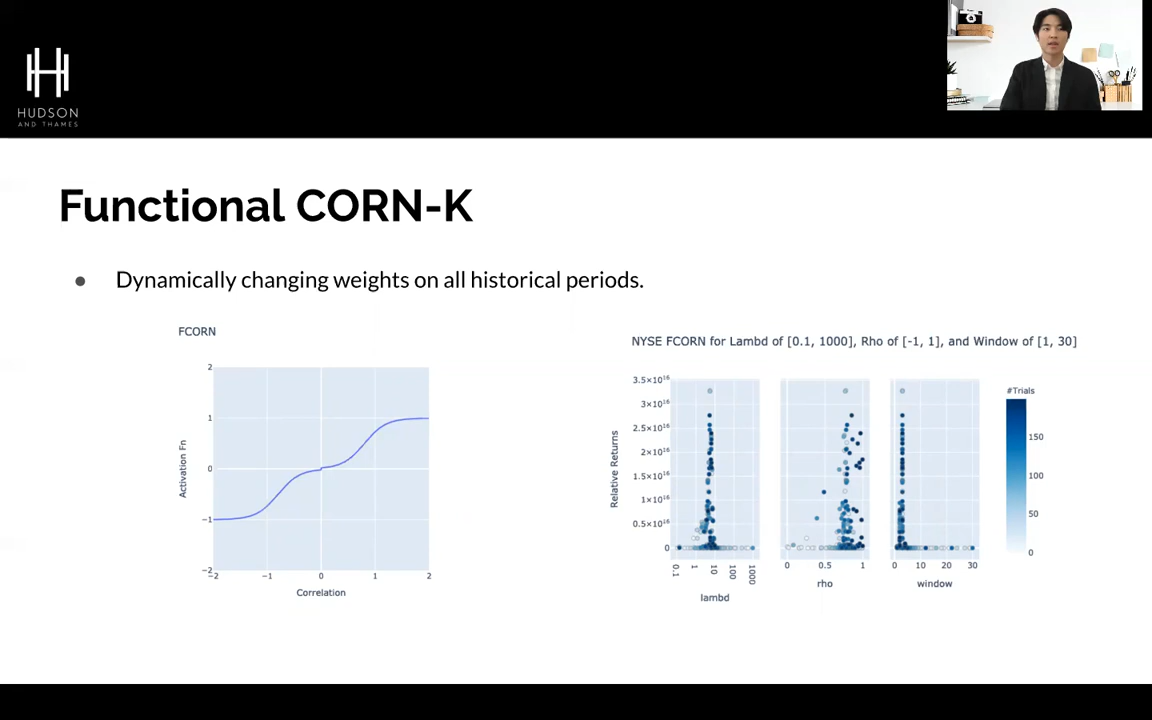 HUDSON
AND THAMES
Functional CORN-K
● Dynamically changing weights on all historical periods.
FCORN
2
1
0
−1
−2
−2
−1
0
1
2
Activation Fn
Correlation
NYSE FCORN for Lambd of [0.1, 1000], Rho of [-1, 1], and Window of [1, 30]
3.5×10¹⁶
3×10¹⁶
2.5×10¹⁶
2×10¹⁶
1.5×10¹⁶
1×10¹⁶
0.5×10¹⁶
0
Relative Returns
0.1
1
10
100
1000
lambd
0
0.5
1
rho
0
10
20
30
window
#Trials
150
100
50
0